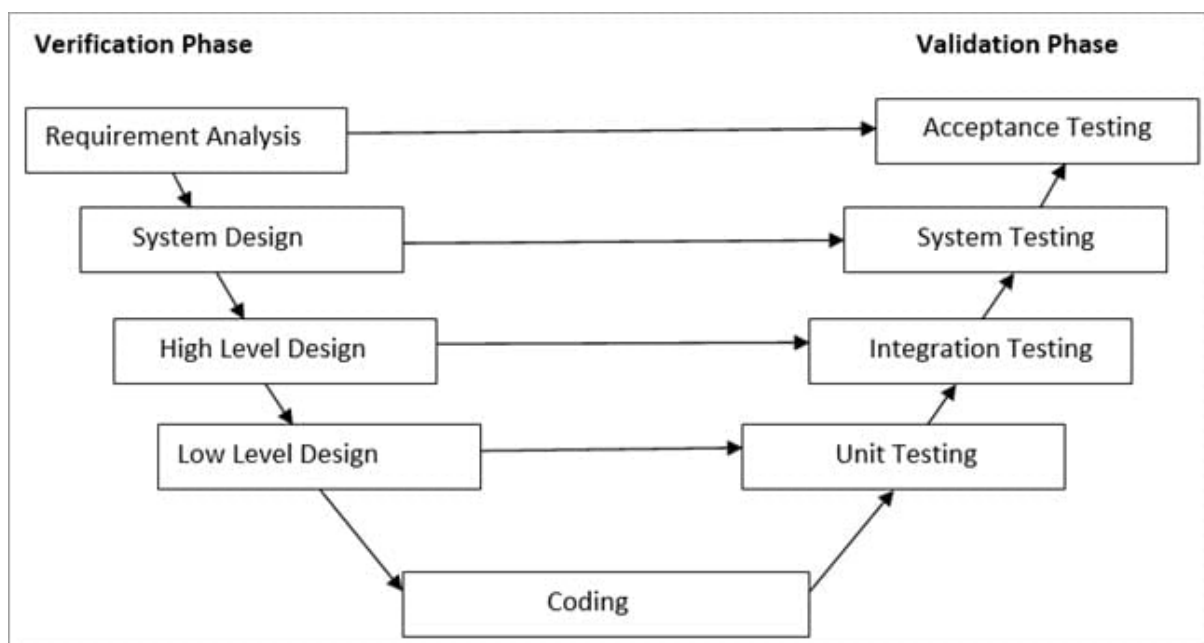 Verification Phase
Validation Phase
Requirement Analysis
Acceptance Testing
System Design
System Testing
High Level Design
Integration Testing
Low Level Design
Unit Testing
Coding